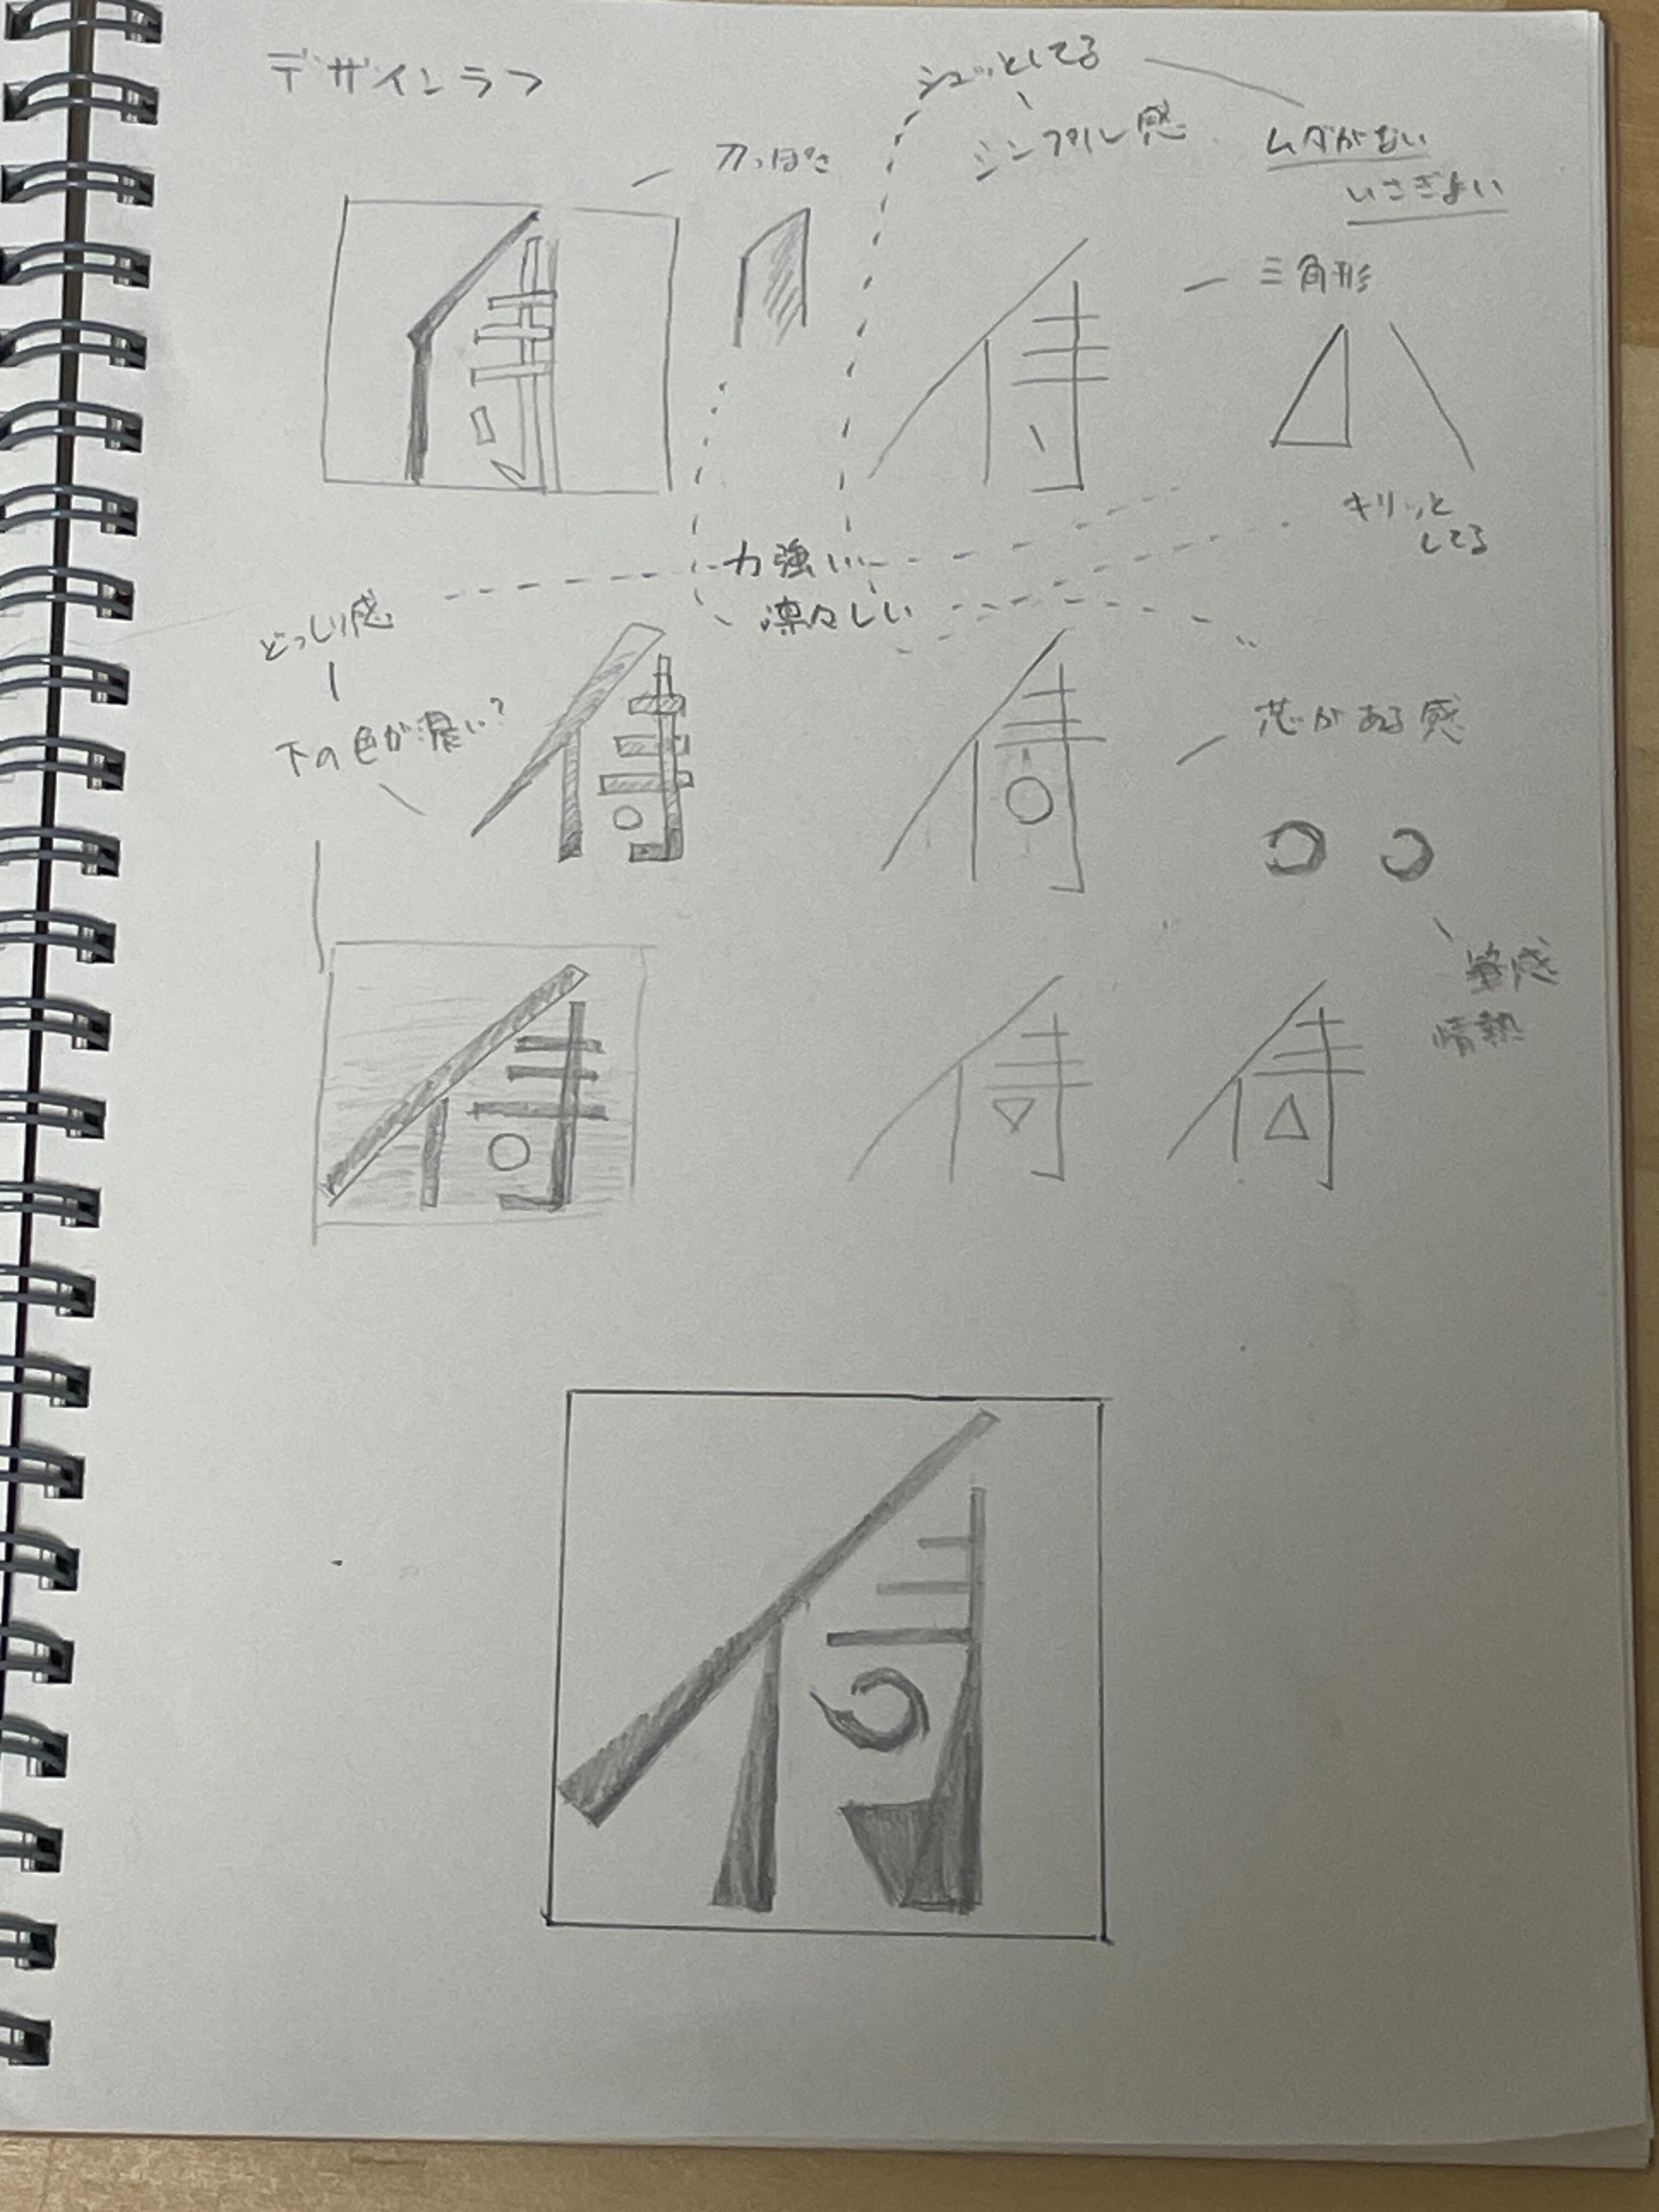 デザインラフ
シュッとしてる
シンプル感
ムダがない
いさぎよい
刀っぽさ
侍
侍
三角形
キリッと
してる
力強い
凛々しい
どっしり感
下の色が濃い?
侍
侍
芯がある感
情熱
侍
侍
侍
侍